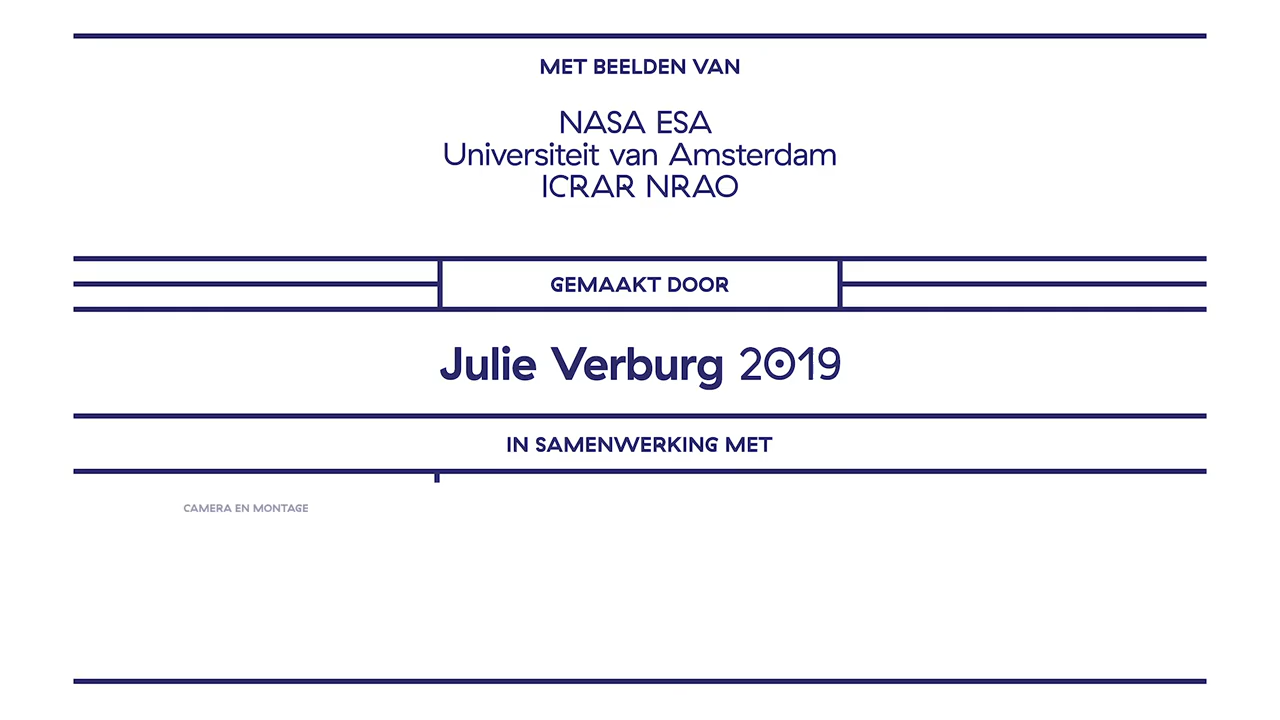 MET BEELDEN VAN
NASA ESA
Universiteit van Amsterdam
ICRAR NRAO
GEMAAKT DOOR
Julie Verburg 2019
IN SAMENWERKING MET
CAMERA EN MONTAGE